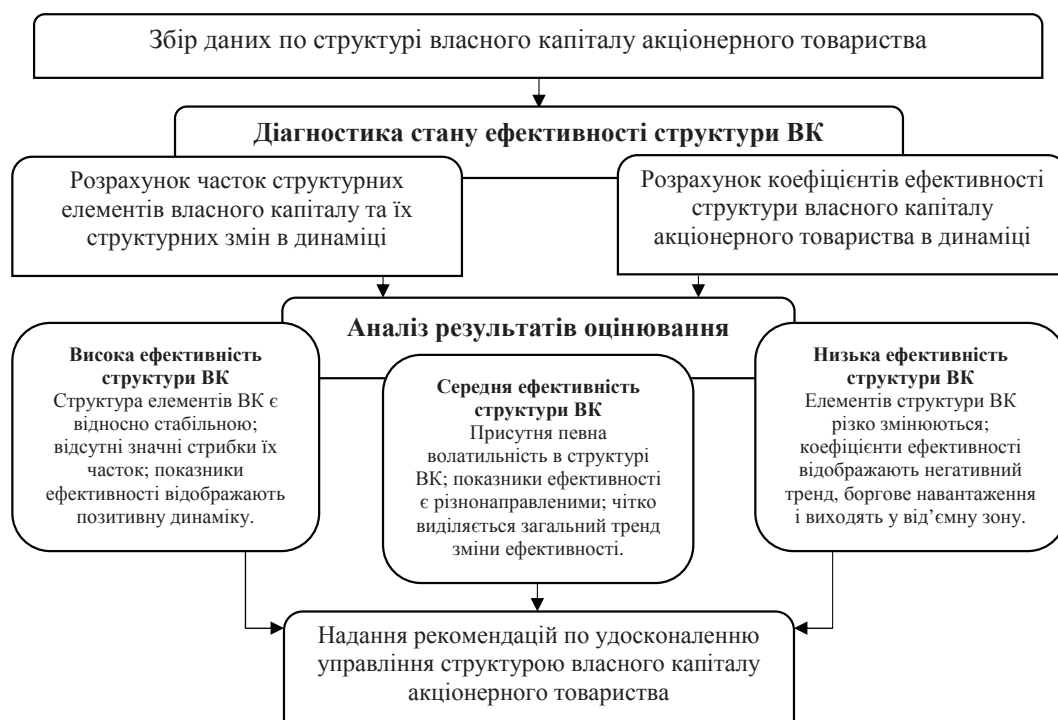 Збір даних по структурі власного капіталу акціонерного товариства
Діагностика стану ефективності структури ВК
Розрахунок часток структурних
елементів власного капіталу та їх
структурних змін в динаміці
Розрахунок коефіцієнтів ефективності
структури власного капіталу
акціонерного товариства в динаміці
Аналіз результатів оцінювання
Висока ефективність
структури ВК
Структура елементів ВК є
відносно стабільною;
відсутні значні стрибки їх
часток; показники
ефективності відображають
позитивну динаміку.
Середня ефективність
структури ВК
Присутня певна
волатильність в структурі
ВК; показники ефективності
є різнонаправленими; чітко
виділяється загальний тренд
зміни ефективності.
Низька ефективність
структури ВК
Елементів структури ВК
різко змінюються;
коефіцієнти ефективності
відображають негативний
тренд, боргове навантаження
і виходять у від’ємну зону.
Надання рекомендацій по удосконаленню
управління структурою власного капіталу
акціонерного товариства